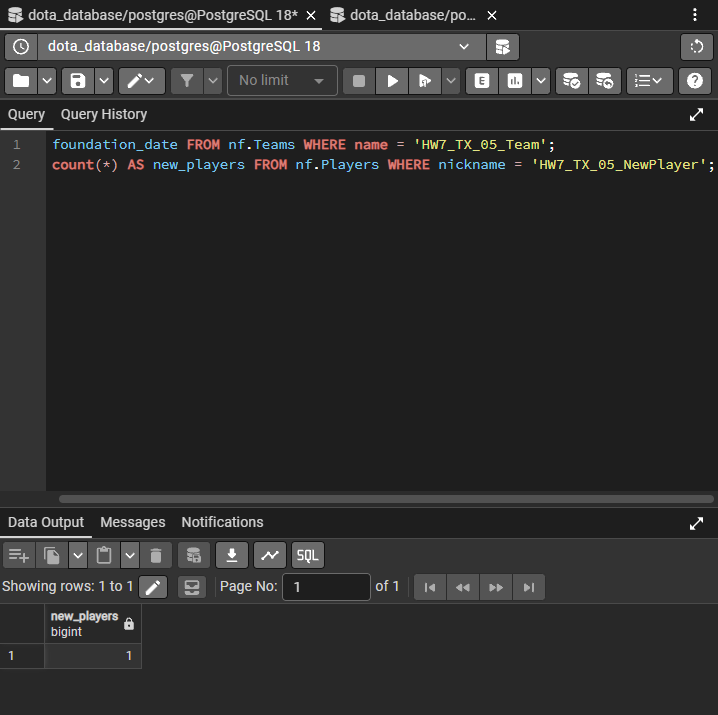 dota_database/postgres@PostgreSQL 18* dota_database/po...
dota_database/postgres@PostgreSQL 18
No limit
E
Query Query History
1 foundation_date FROM nf.Teams WHERE name = 'HW7_TX_05_Team';
2 count(*) AS new_players FROM nf.Players WHERE nickname = 'HW7_TX_05_NewPlayer';
Data Output Messages Notifications
SQL
Showing rows: 1 to 1 Page No: 1 of 1
new_players
bigint
1 1